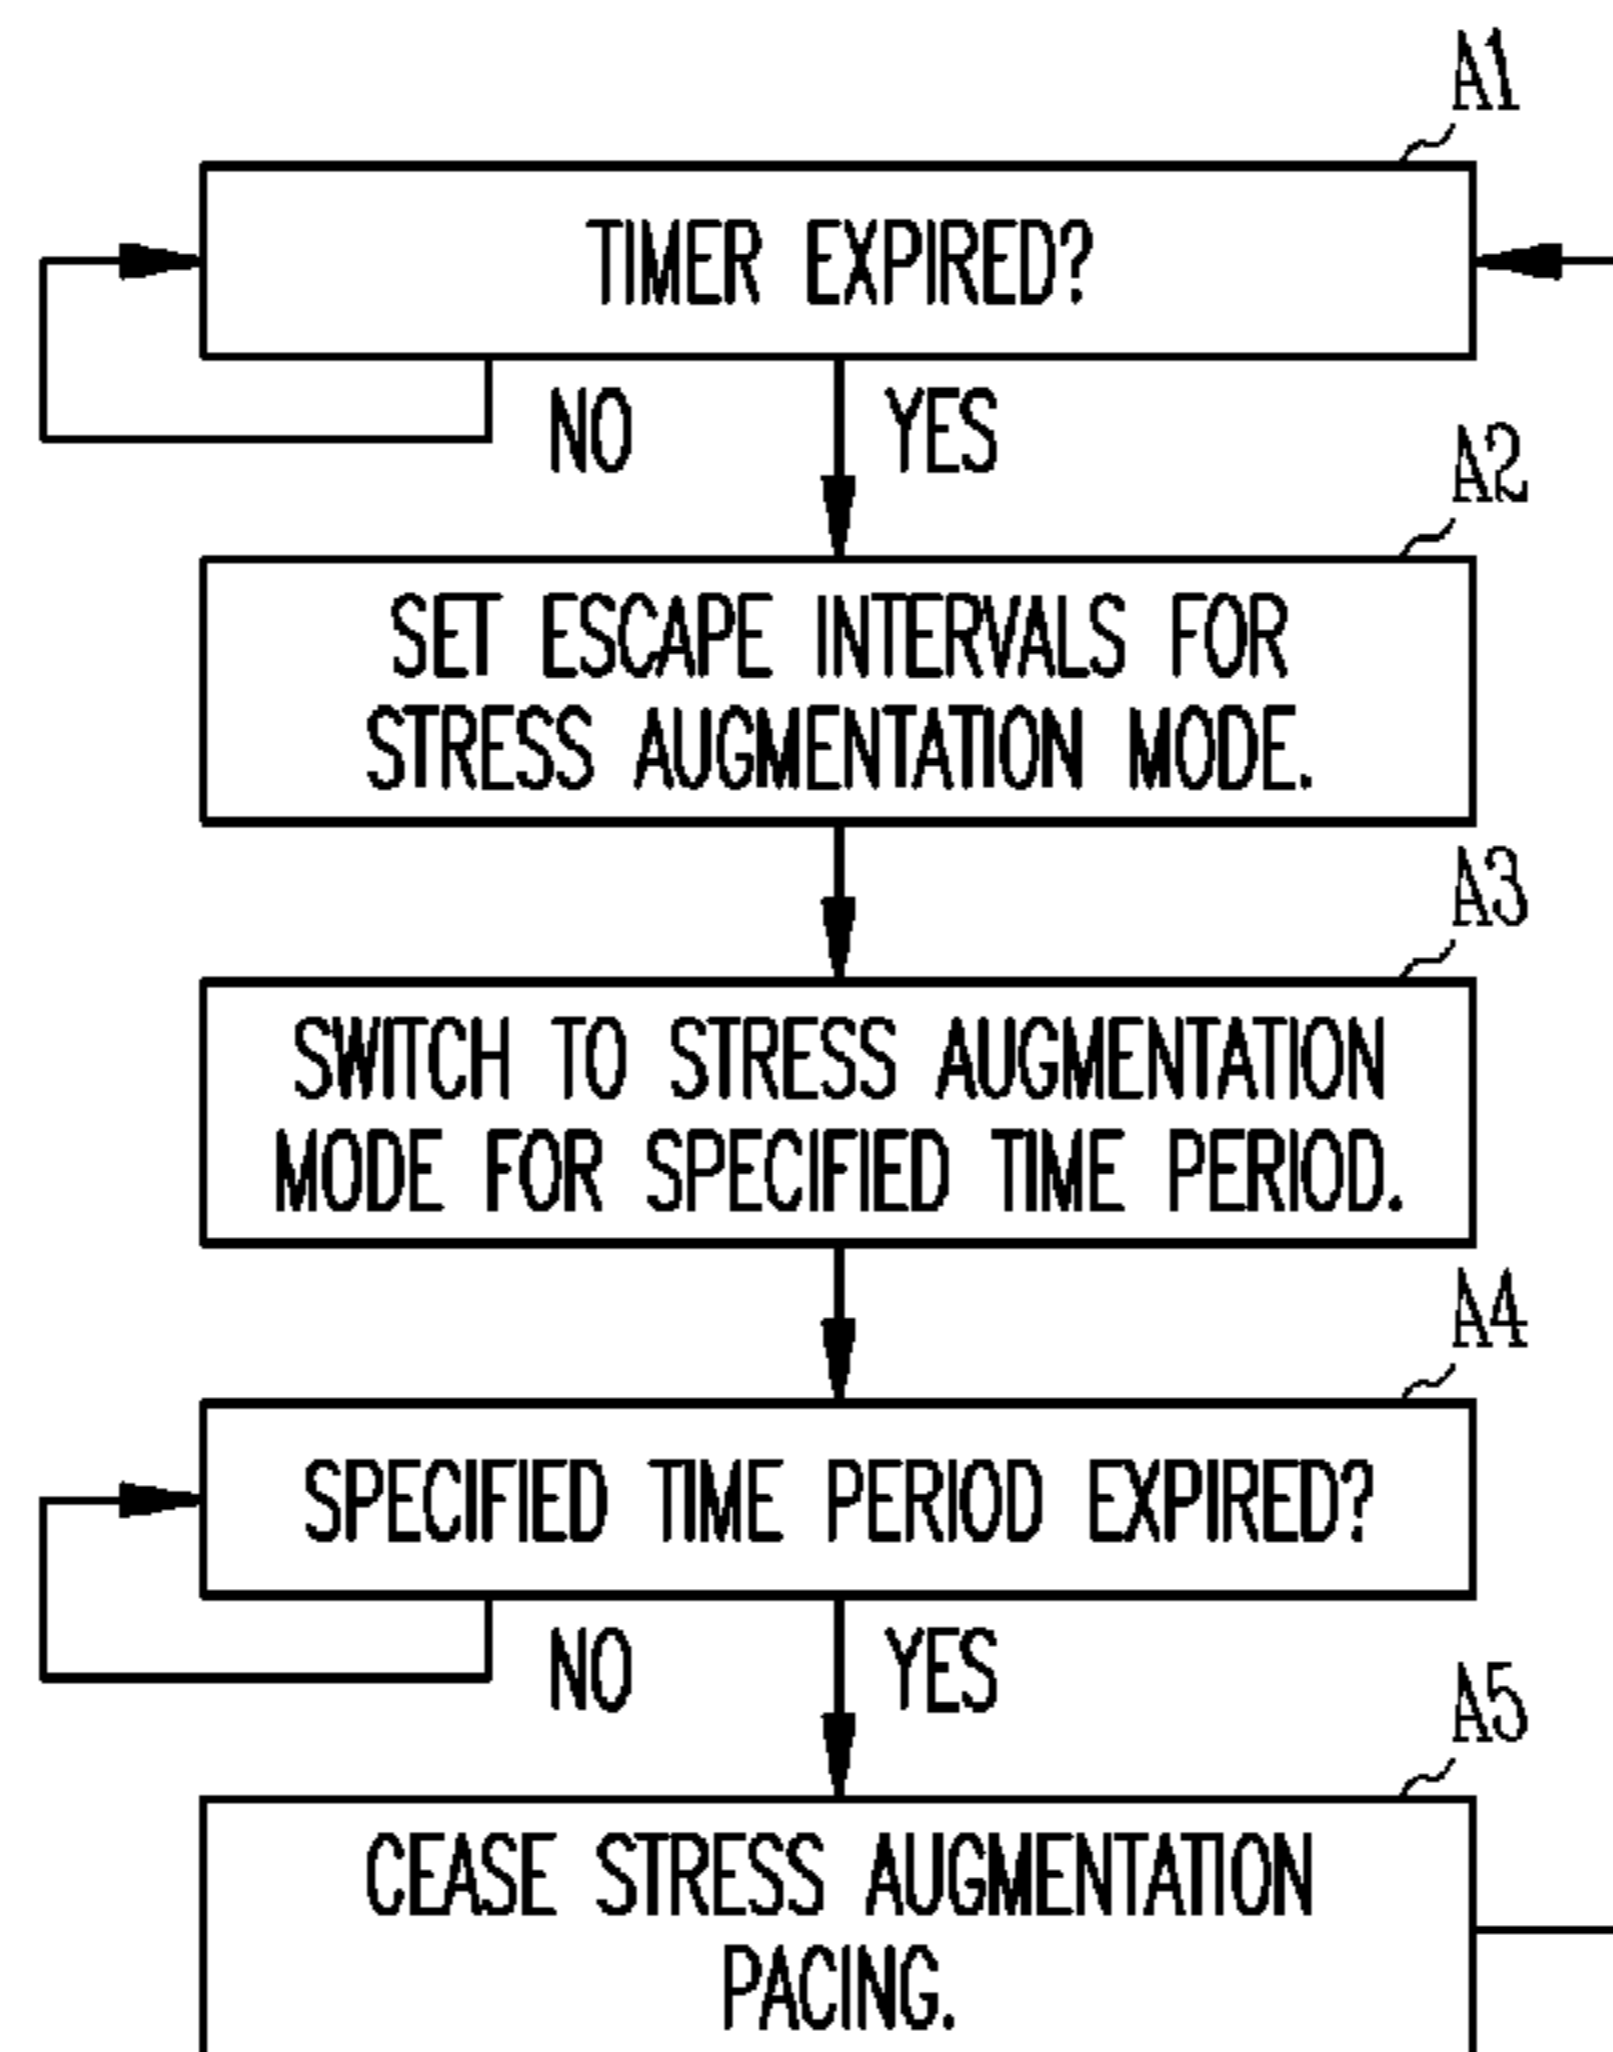 A1
TIMER EXPIRED?
NO
YES
A2
SET ESCAPE INTERVALS FOR
STRESS AUGMENTATION MODE.
A3
SWITCH TO STRESS AUGMENTATION
MODE FOR SPECIFIED TIME PERIOD.
A4
SPECIFIED TIME PERIOD EXPIRED?
NO
YES
A5
CEASE STRESS AUGMENTATION
PACING.